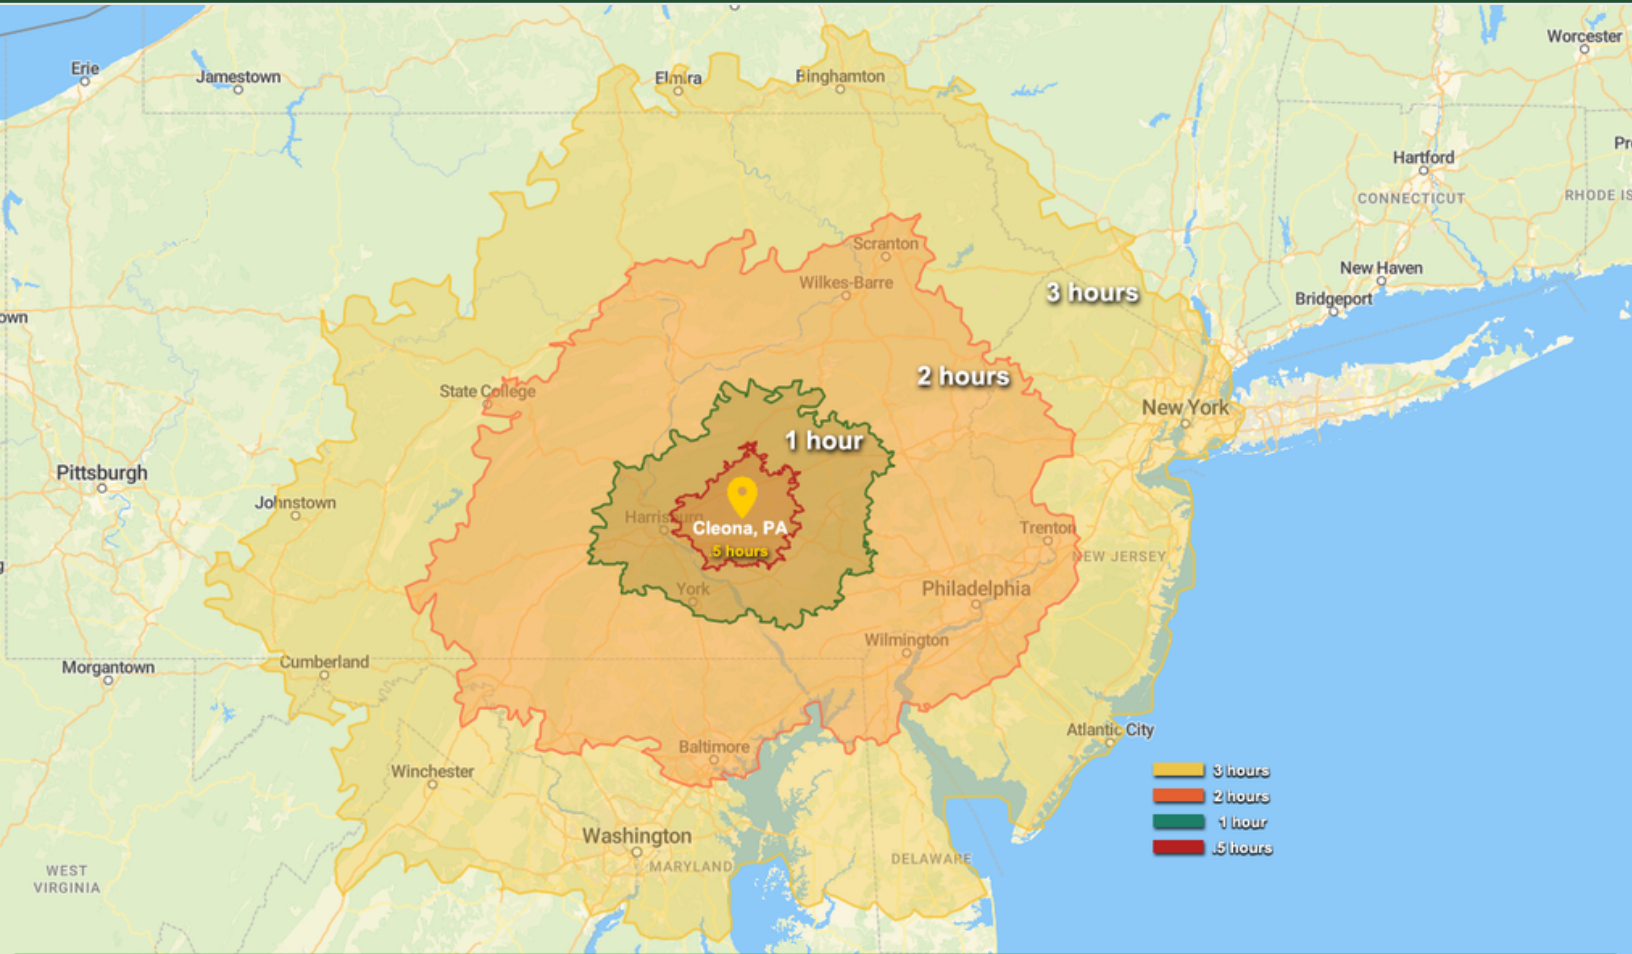 Worcester
Erie
Jamestown
Elmira
Binghamton
Hartford
CONNECTICUT
RHODE IS
Pr
Scranton
New Haven
Wilkes-Barre
3 hours
Bridgeport
own
2 hours
State College
New York
1 hour
Pittsburgh
Johnstown
Harrisburg
Cleona, PA
Trenton
.5 hours
NEW JERSEY
g
York
Philadelphia
Wilmington
Morgantown
Cumberland
Atlantic City
Baltimore
Winchester
3 hours
2 hours
1 hour
.5 hours
Washington
MARYLAND
DELAWARE
WEST
VIRGINIA